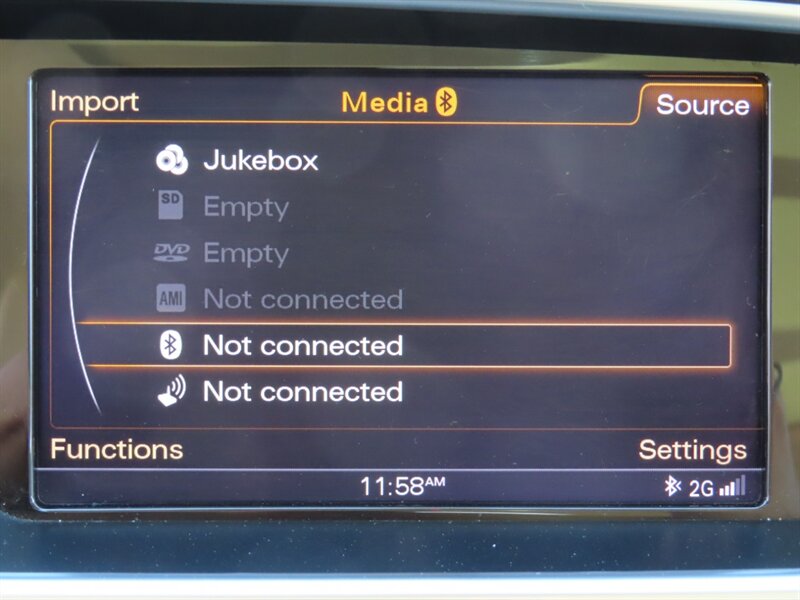 Import Media Source
Jukebox
SD Empty
DVD Empty
AMI Not connected
Not connected
Not connected
Functions Settings
11:58AM 2G